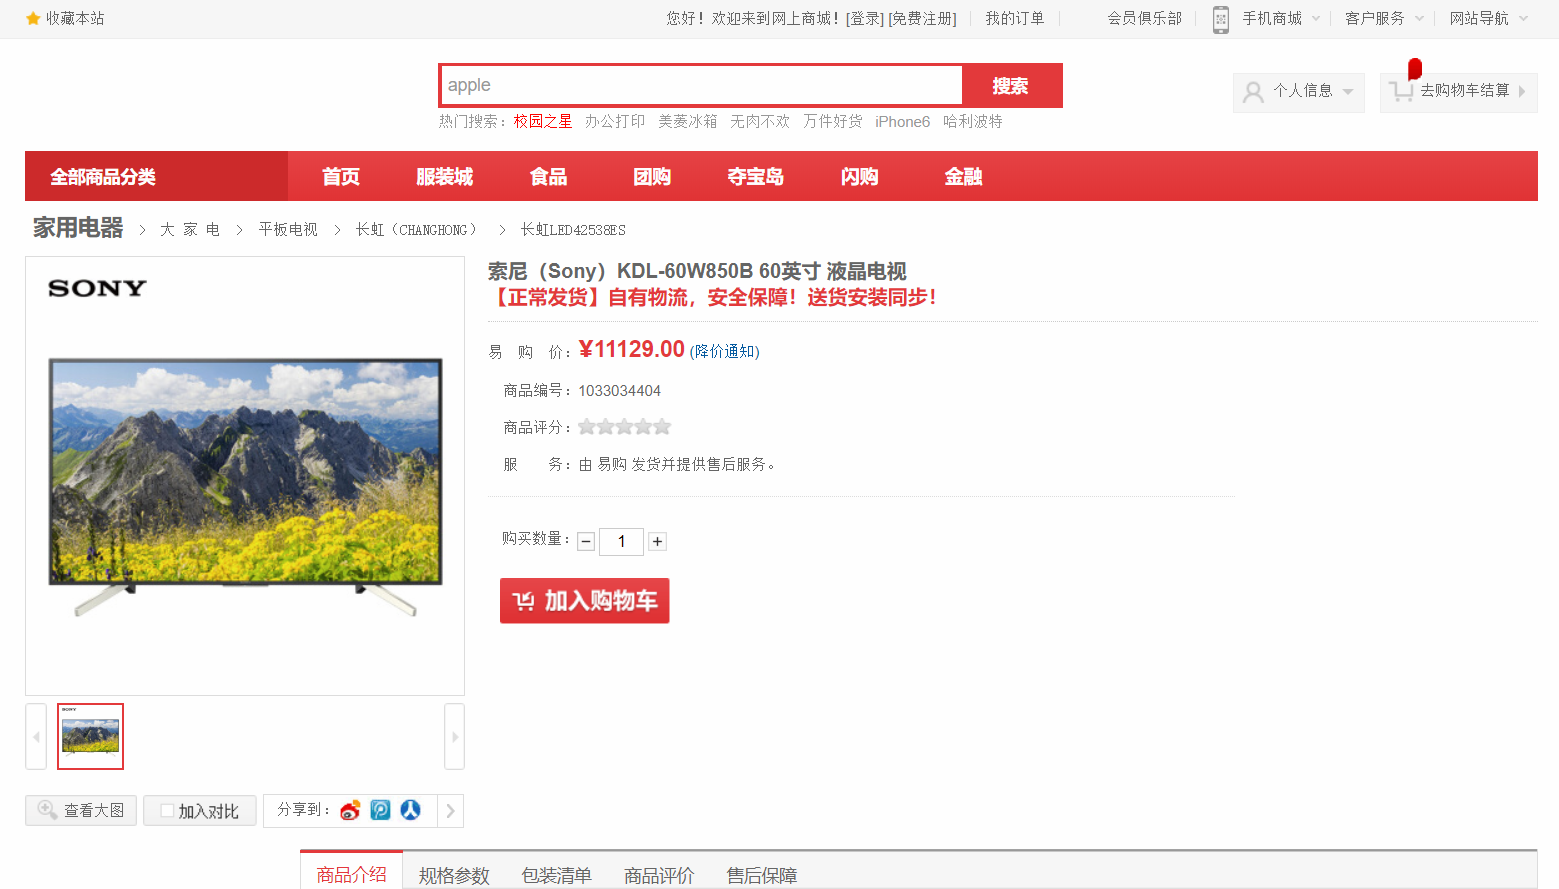 收藏本站
您好！欢迎来到网上商城！[登录] [免费注册] 我的订单 会员俱乐部 手机商城 客户服务 网站导航
apple 搜索
个人信息 去购物车结算
热门搜索：校园之星 办公打印 美菱冰箱 无肉不欢 万件好货 iPhone6 哈利波特
全部商品分类 首页 服装城 食品 团购 夺宝岛 闪购 金融
家用电器 > 大 家 电 > 平板电视 > 长虹（CHANGHONG） > 长虹LED42538ES
SONY
索尼（Sony）KDL-60W850B 60英寸 液晶电视
【正常发货】自有物流，安全保障！送货安装同步！
易 购 价：¥11129.00 (降价通知)
商品编号：1033034404
商品评分：
服 务：由 易购 发货并提供售后服务。
购买数量： − 1 +
加入购物车
SONY
查看大图 加入对比 分享到：
商品介绍 规格参数 包装清单 商品评价 售后保障